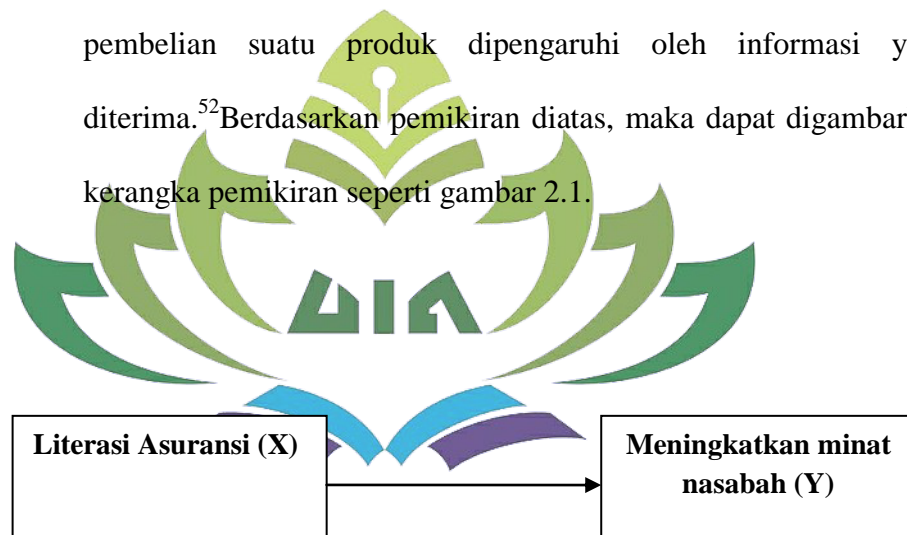 pembelian suatu produk dipengaruhi oleh informasi y
diterima.⁵²Berdasarkan pemikiran diatas, maka dapat digambar
kerangka pemikiran seperti gambar 2.1.
UIN
Literasi Asuransi (X)
Meningkatkan minat
nasabah (Y)